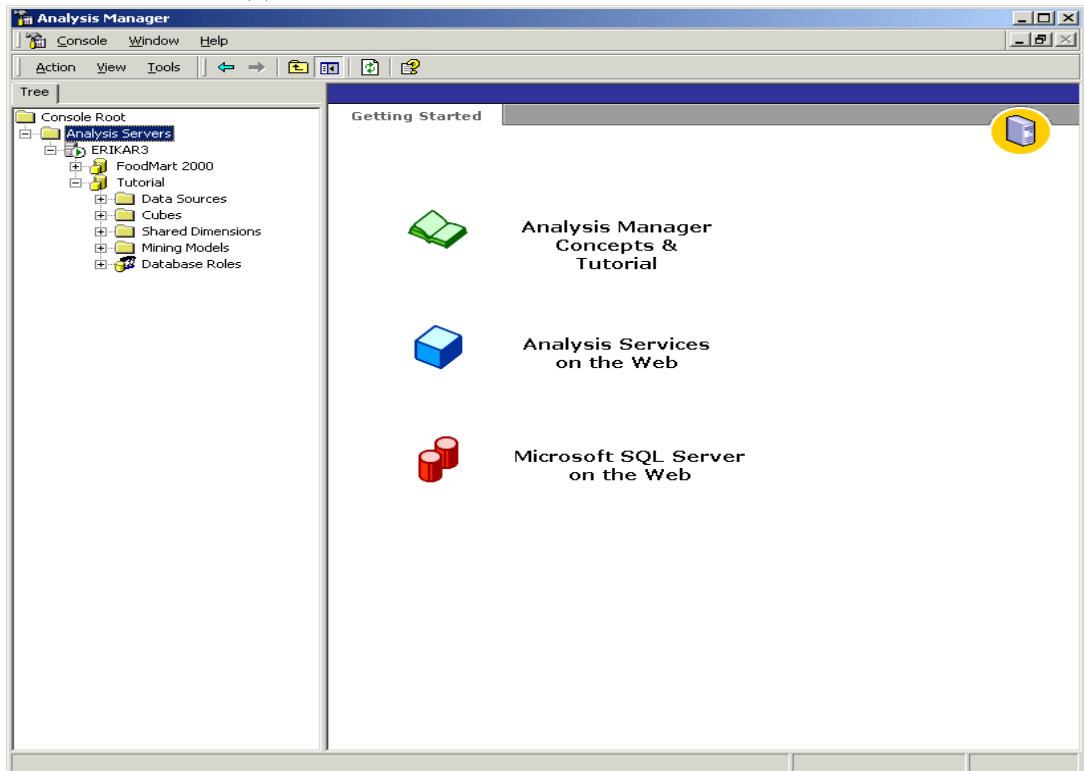 Analysis Manager
Console Window Help
Action View Tools
Tree
Console Root
Analysis Servers
ERIKAR3
FoodMart 2000
Tutorial
Data Sources
Cubes
Shared Dimensions
Mining Models
Database Roles
Getting Started
Analysis Manager
Concepts &
Tutorial
Analysis Services
on the Web
Microsoft SQL Server
on the Web